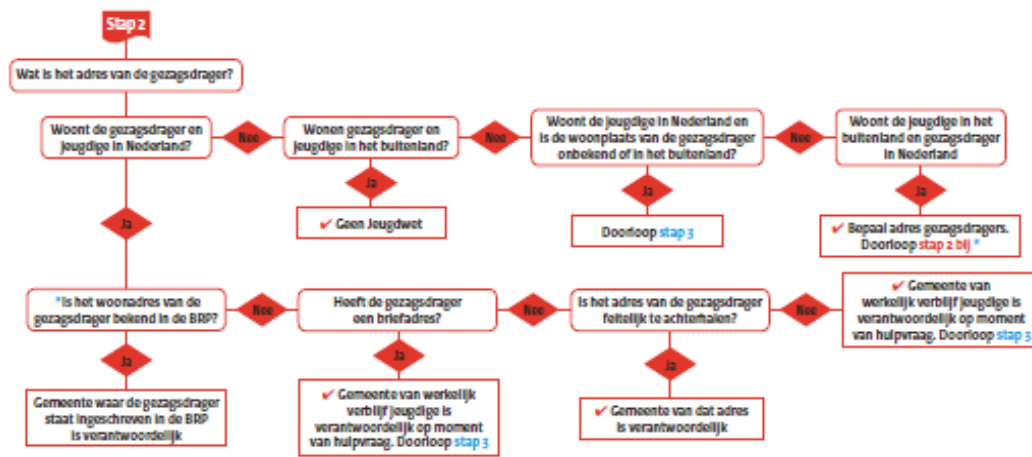 Stap 2
Wat is het adres van de gezagsdrager?
Woont de gezagsdrager en
jeugdige in Nederland?
Nee
Wonen gezagsdrager en
jeugdige in het buitenland?
Nee
Woont de jeugdige in Nederland en
is de woonplaats van de gezagsdrager
onbekend of in het buitenland?
Nee
Woont de jeugdige in het
buitenland en gezagsdrager
in Nederland
Ja
Ja
Ja
Ja
✔ Geen Jeugdwet
Doorloop stap 3
✔ Bepaal adres gezagsdragers.
Doorloop stap 2 bij *
*Is het woonadres van de
gezagsdrager bekend in de BRP?
Nee
Heeft de gezagsdrager
een briefadres?
Nee
Is het adres van de gezagsdrager
feitelijk te achterhalen?
Nee
✔ Gemeente van
werkelijk verblijf jeugdige is
verantwoordelijk op moment
van hulpvraag. Doorloop stap 3
Ja
Ja
Ja
Gemeente waar de gezagsdrager
staat ingeschreven in de BRP
is verantwoordelijk
✔ Gemeente van werkelijk
verblijf jeugdige is
verantwoordelijk op moment
van hulpvraag. Doorloop stap 3
✔ Gemeente van dat adres
is verantwoordelijk